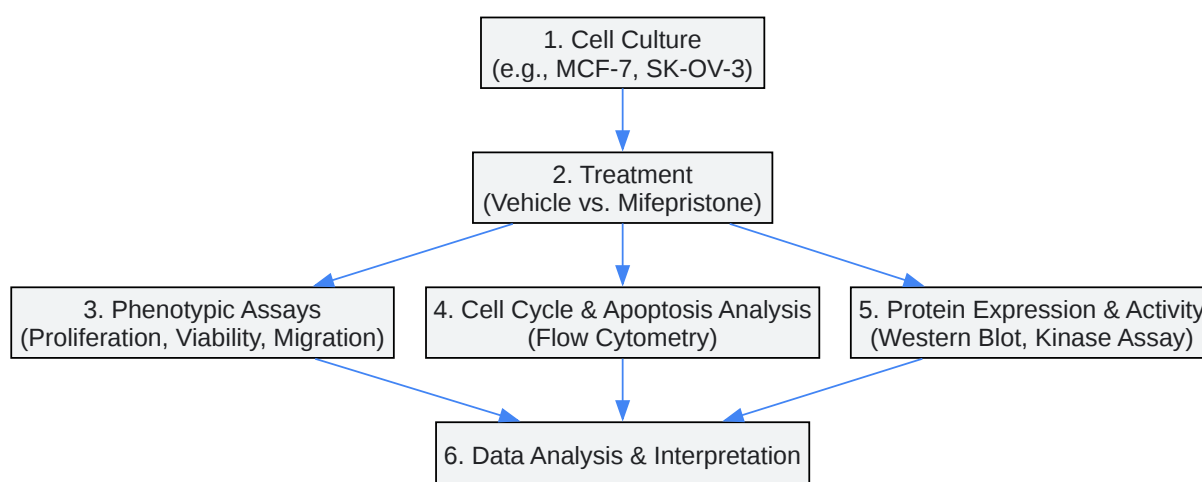 1. Cell Culture
(e.g., MCF-7, SK-OV-3)
2. Treatment
(Vehicle vs. Mifepristone)
3. Phenotypic Assays
(Proliferation, Viability, Migration)
4. Cell Cycle & Apoptosis Analysis
(Flow Cytometry)
5. Protein Expression & Activity
(Western Blot, Kinase Assay)
6. Data Analysis & Interpretation